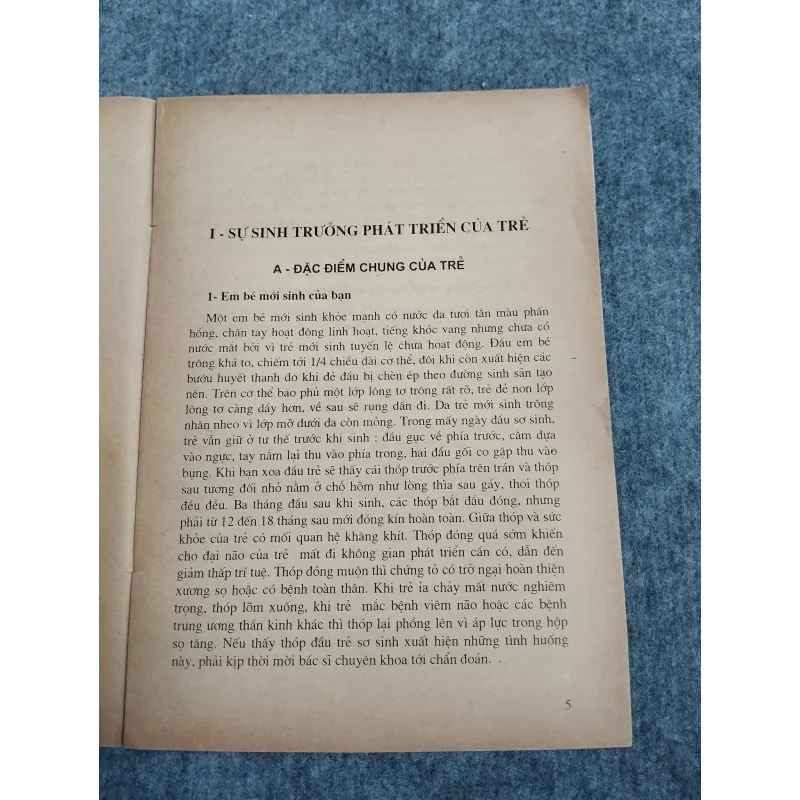 I - SỰ SINH TRƯỞNG PHÁT TRIỂN CỦA TRẺ
A - ĐẶC ĐIỂM CHUNG CỦA TRẺ
1- Em bé mới sinh của bạn
Một em bé mới sinh khỏe mạnh có nước da tươi tắn màu phấn
hồng, chân tay hoạt động linh hoạt, tiếng khóc vang nhưng chưa có
nước mắt bởi vì trẻ mới sinh tuyến lệ chưa hoạt động. Đầu em bé
trông khá to, chiếm tới 1/4 chiều dài cơ thể, đôi khi còn xuất hiện các
bướu huyết thanh do khi đẻ đầu bị chèn ép theo đường sinh sản tạo
nên. Trên cơ thể bao phủ một lớp lông tơ trông rất rõ, trẻ đẻ non lớp
lông tơ càng dầy hơn, về sau sẽ rụng dần đi. Da trẻ mới sinh trông
nhăn nheo vì lớp mỡ dưới da còn mỏng. Trong mấy ngày đầu sơ sinh,
trẻ vẫn giữ ở tư thế trước khi sinh : đầu gục về phía trước, cằm dựa
vào ngực, tay nắm lại thu vào phía trong, hai đầu gối co gập thu vào
bụng. Khi bạn xoa đầu trẻ sẽ thấy cái thóp trước phía trên trán và thóp
sau tương đối nhỏ nằm ở chỗ hõm như lòng thìa sau gáy, thoi thóp
đều đều. Ba tháng đầu sau khi sinh, các thóp bắt đầu đóng, nhưng
phải từ 12 đến 18 tháng sau mới đóng kín hoàn toàn. Giữa thóp và sức
khỏe của trẻ có mối quan hệ khăng khít. Thóp đóng quá sớm khiến
cho đại não của trẻ mất đi không gian phát triển cần có, dẫn đến
giảm thấp trí tuệ. Thóp đóng muộn thì chứng tỏ có trở ngại hoàn thiện
xương sọ hoặc có bệnh toàn thân. Khi trẻ ỉa chảy mất nước nghiêm
trọng, thóp lõm xuống, khi trẻ mắc bệnh viêm não hoặc các bệnh
trung ương thần kinh khác thì thóp lại phồng lên vì áp lực trong hộp
sọ tăng. Nếu thấy thóp đầu trẻ sơ sinh xuất hiện những tình huống
này, phải kịp thời mời bác sĩ chuyên khoa tới chẩn đoán.
5